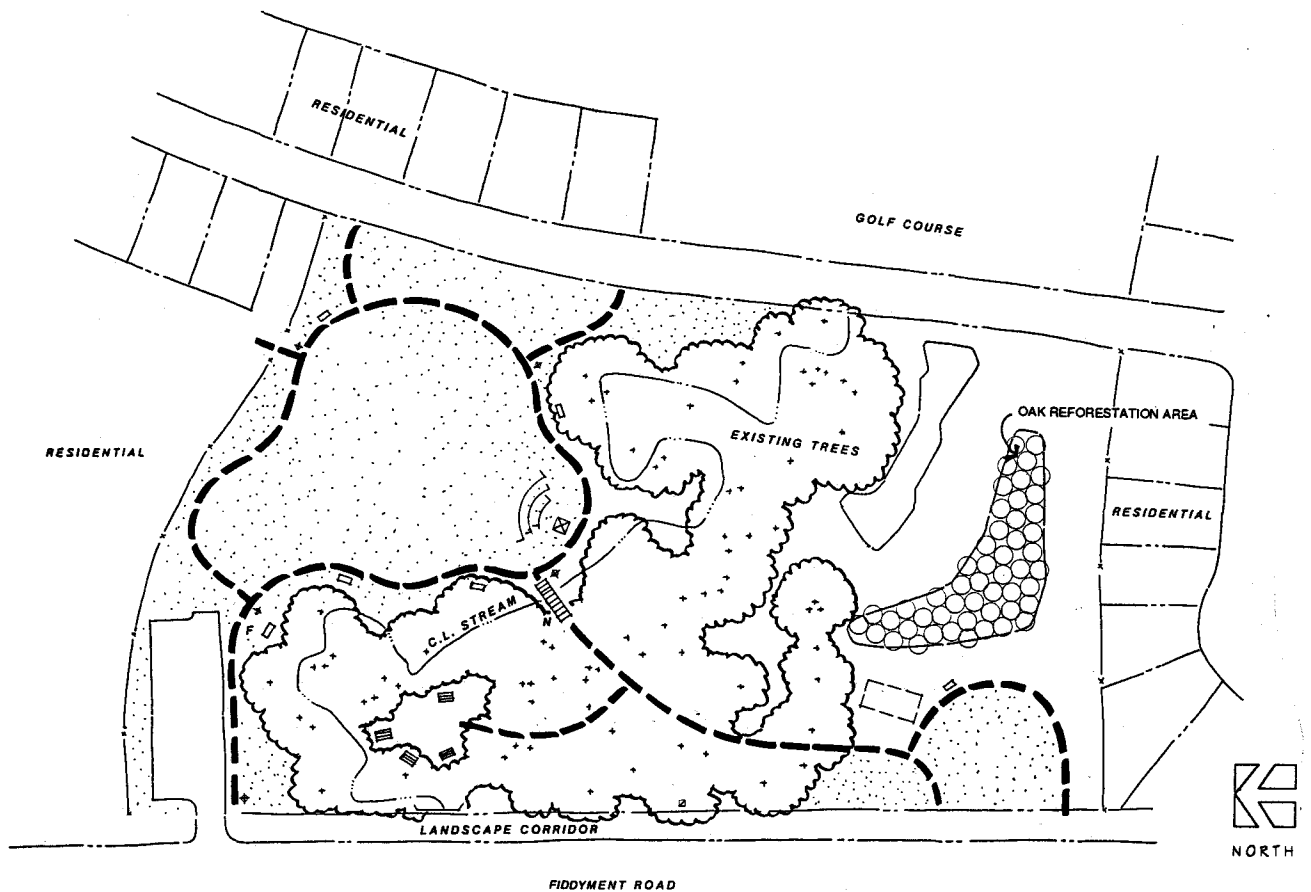 RESIDENTIAL
GOLF COURSE
OAK REFORESTATION AREA
EXISTING TREES
RESIDENTIAL
RESIDENTIAL
C.L. STREAM
F
N
LANDSCAPE CORRIDOR
NORTH
FIDDYMENT ROAD